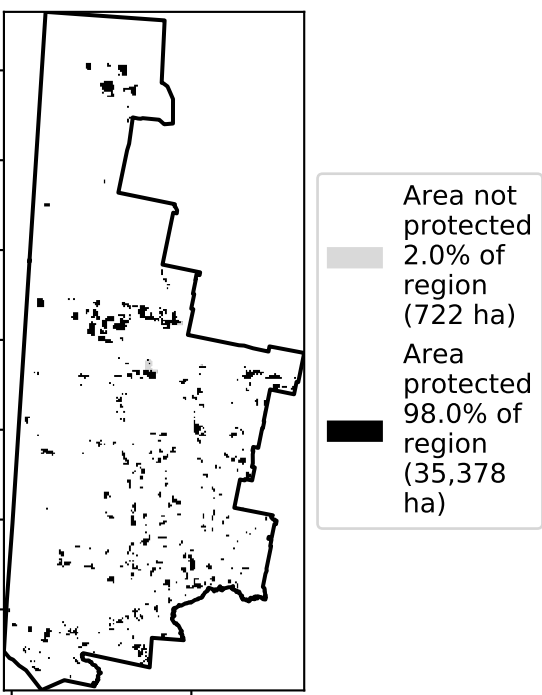 Area not
protected
2.0% of
region
(722 ha)
Area
protected
98.0% of
region
(35,378
ha)